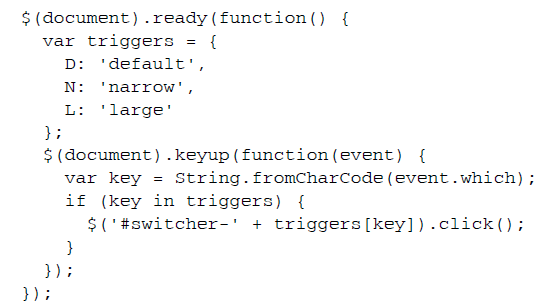 $(document).ready(function() {
  var triggers = {
    D: 'default',
    N: 'narrow',
    L: 'large'
  };
  $(document).keyup(function(event) {
    var key = String.fromCharCode(event.which);
    if (key in triggers) {
      $('#switcher-' + triggers[key]).click();
    }
  });
});